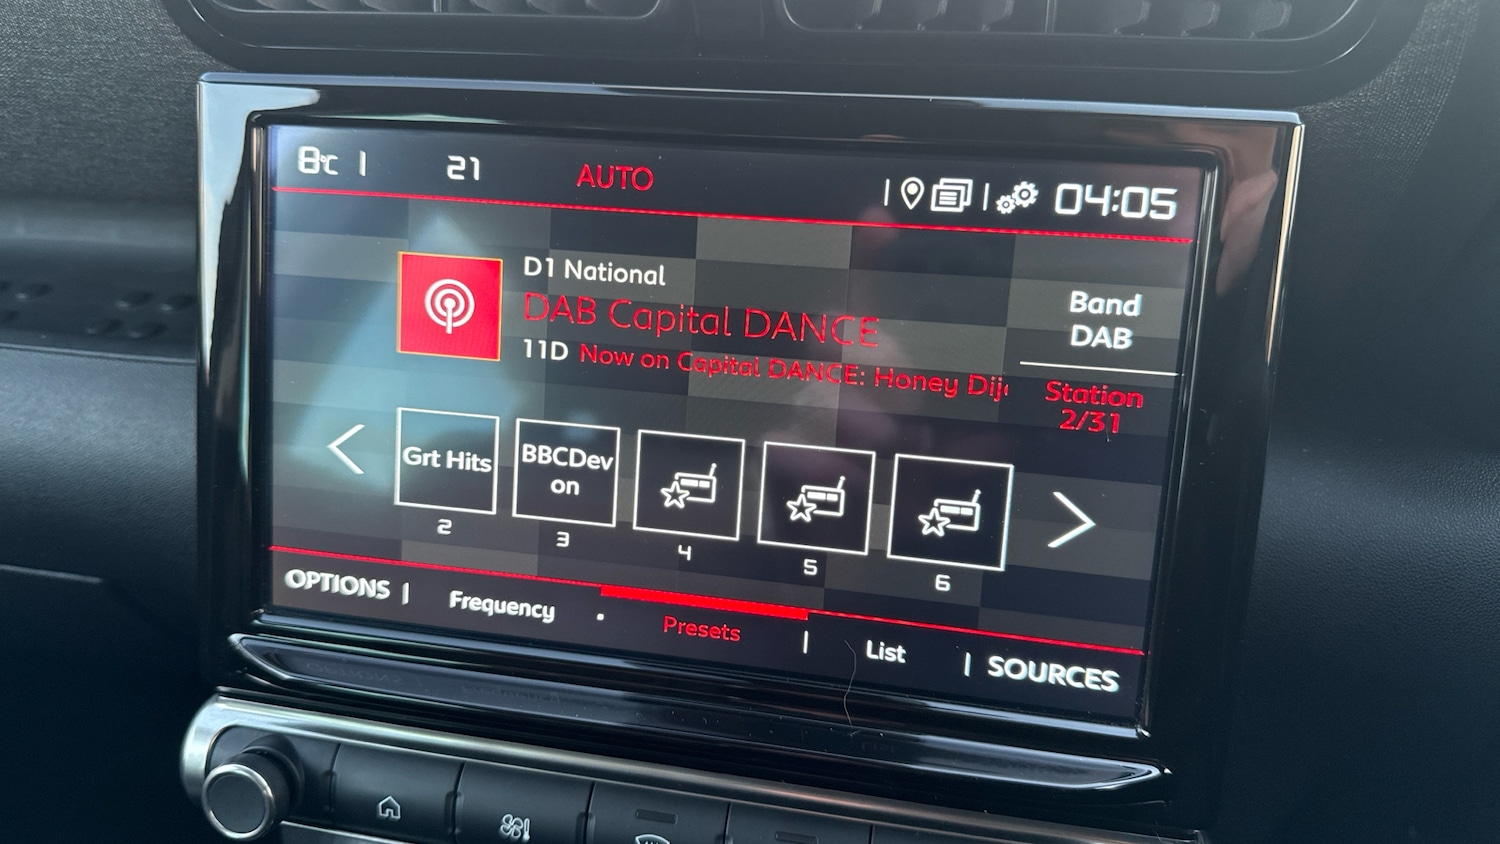 8°C 21 AUTO 04:05
D1 National
DAB Capital DANCE
11D Now on Capital DANCE: Honey
Band
DAB
Station
2/31
Grt Hits
2
BBCDev
on
3
4
5
6
OPTIONS Frequency Presets List SOURCES